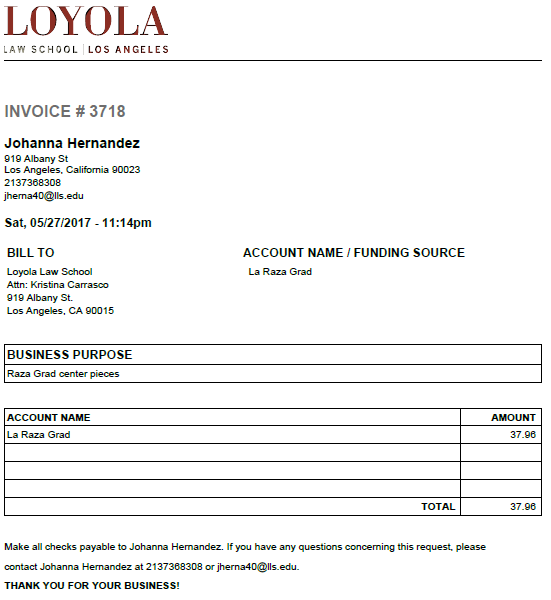 LOYOLA
LAW SCHOOL | LOS ANGELES
INVOICE # 3718
Johanna Hernandez
919 Albany St
Los Angeles, California 90023
2137368308
jherna40@lls.edu
Sat, 05/27/2017 - 11:14pm
BILL TO
Loyola Law School
Attn: Kristina Carrasco
919 Albany St.
Los Angeles, CA 90015
ACCOUNT NAME / FUNDING SOURCE
La Raza Grad
BUSINESS PURPOSE
Raza Grad center pieces
ACCOUNT NAME AMOUNT
La Raza Grad 37.96
TOTAL 37.96
Make all checks payable to Johanna Hernandez. If you have any questions concerning this request, please
contact Johanna Hernandez at 2137368308 or jherna40@lls.edu.
THANK YOU FOR YOUR BUSINESS!